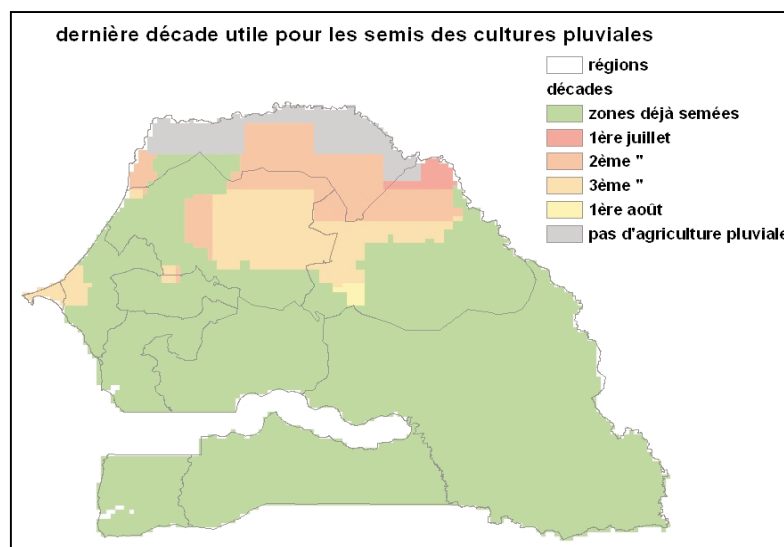 dernière décade utile pour les semis des cultures pluviales
régions
décades
zones déjà semées
1ère juillet
2ème "
3ème "
1ère août
pas d'agriculture pluviale